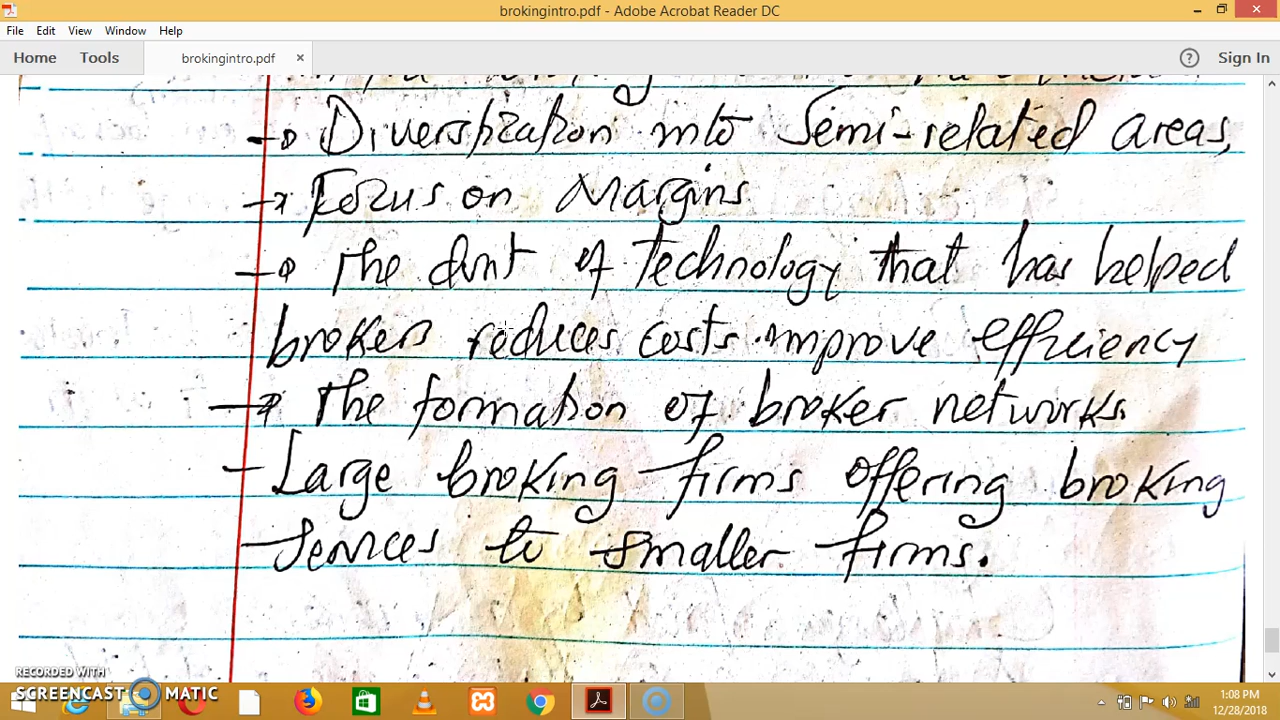 brokingintro.pdf - Adobe Acrobat Reader DC
File Edit View Window Help
Home Tools brokingintro.pdf × Sign In
→ Diversification into Semi-related areas,
→ Focus on Margins
→ The of Technology that has helped
brokers reduces costs improve efficiency
→ The formation of broker networks.
- Large broking firms offering broking
Services to smaller firms.
RECORDED WITH
SCREENCAST MATIC
1:08 PM
12/28/2018